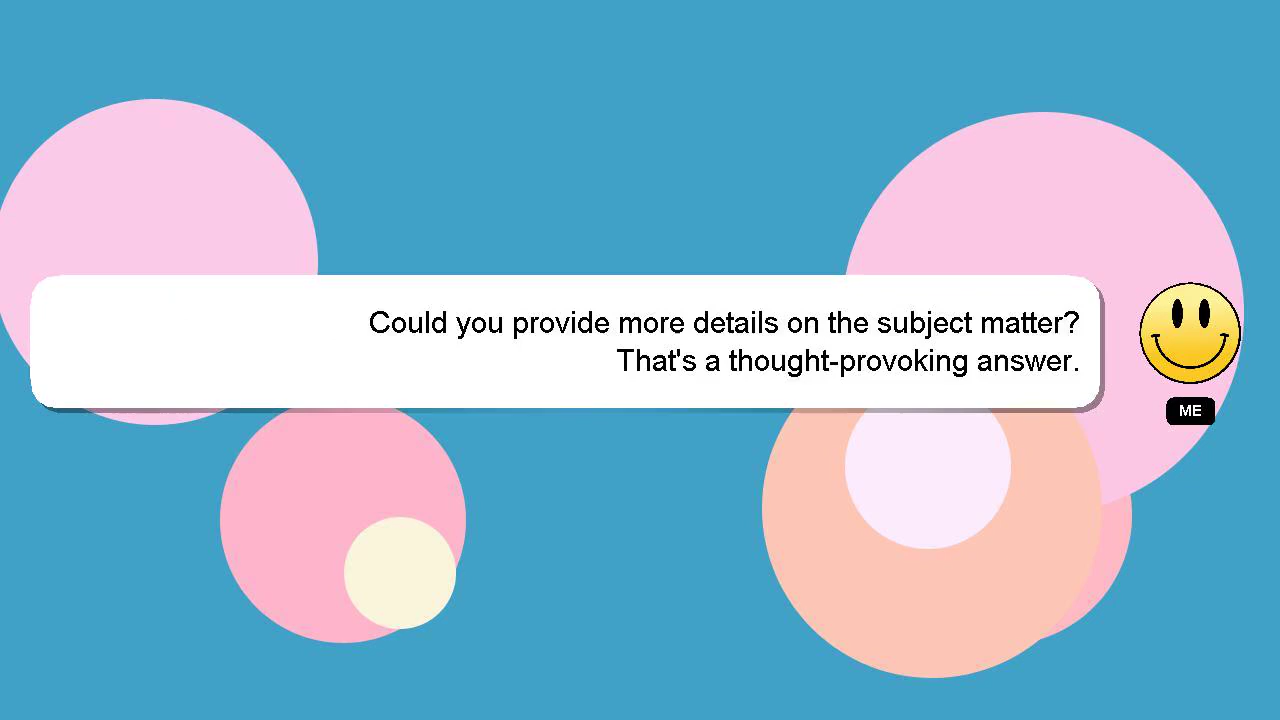 Could you provide more details on the subject matter?
That's a thought-provoking answer.
ME